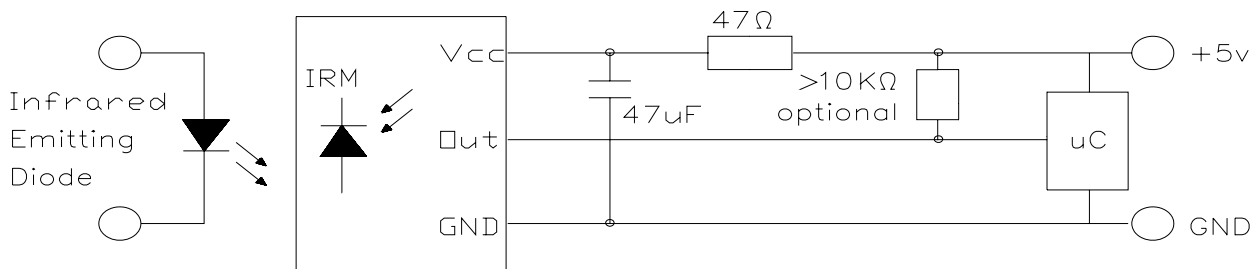 47Ω
Vcc
+5v
IRM
>10KΩ
optional
Infrared
Emitting
Diode
47uF
Out
uC
GND
GND